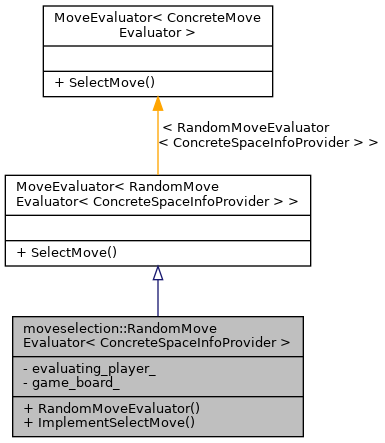 MoveEvaluator< ConcreteMove
Evaluator >
+ SelectMove()
< RandomMoveEvaluator
< ConcreteSpaceInfoProvider > >
MoveEvaluator< RandomMove
Evaluator< ConcreteSpaceInfoProvider > >
+ SelectMove()
moveselection::RandomMove
Evaluator< ConcreteSpaceInfoProvider >
- evaluating_player_
- game_board_
+ RandomMoveEvaluator()
+ ImplementSelectMove()